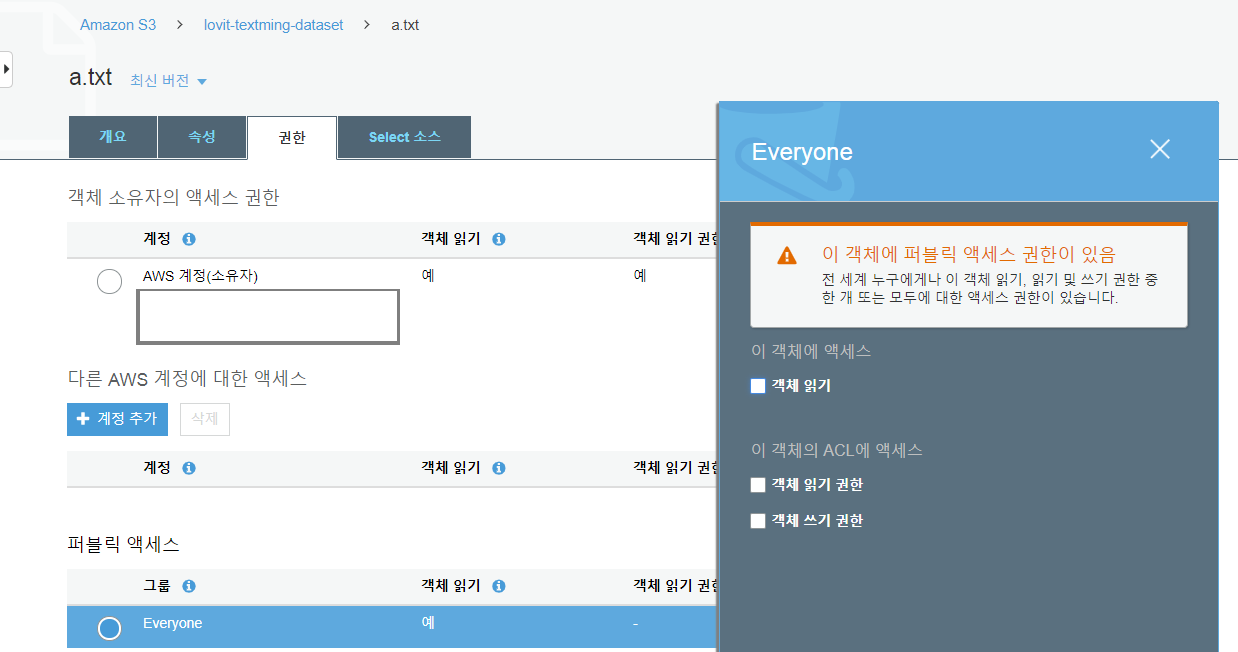 Amazon S3 > lovit-textming-dataset > a.txt
a.txt 최신 버전
개요 속성 권한 Select 소스
객체 소유자의 액세스 권한
계정 객체 읽기 객체 읽기 권한
AWS 계정(소유자) 예 예
다른 AWS 계정에 대한 액세스
계정 추가 삭제
계정 객체 읽기 객체 읽기 권한
퍼블릭 액세스
그룹 객체 읽기 객체 읽기 권한
Everyone 예 -
Everyone
이 객체에 퍼블릭 액세스 권한이 있음
전 세계 누구에게나 이 객체 읽기, 읽기 및 쓰기 권한 중
한 개 또는 모두에 대한 액세스 권한이 있습니다.
이 객체에 액세스
객체 읽기
이 객체의 ACL에 액세스
객체 읽기 권한
객체 쓰기 권한